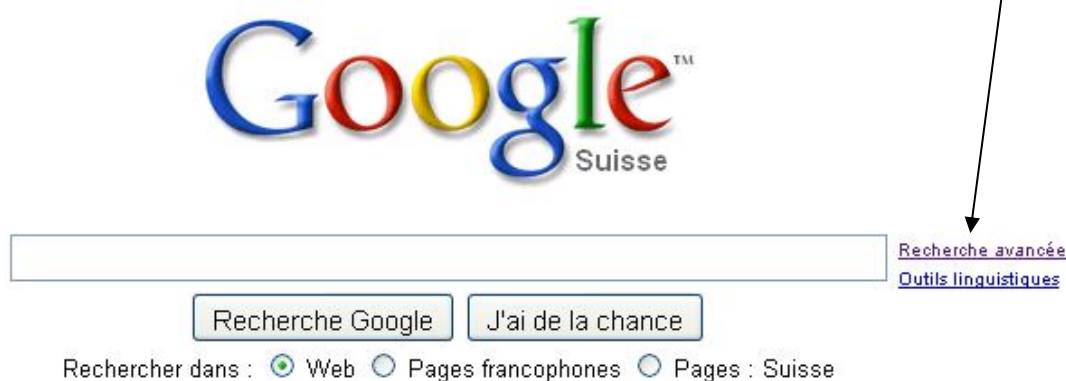 Google™
Suisse
Recherche avancée
Outils linguistiques
Recherche Google J'ai de la chance
Rechercher dans : Web Pages francophones Pages : Suisse